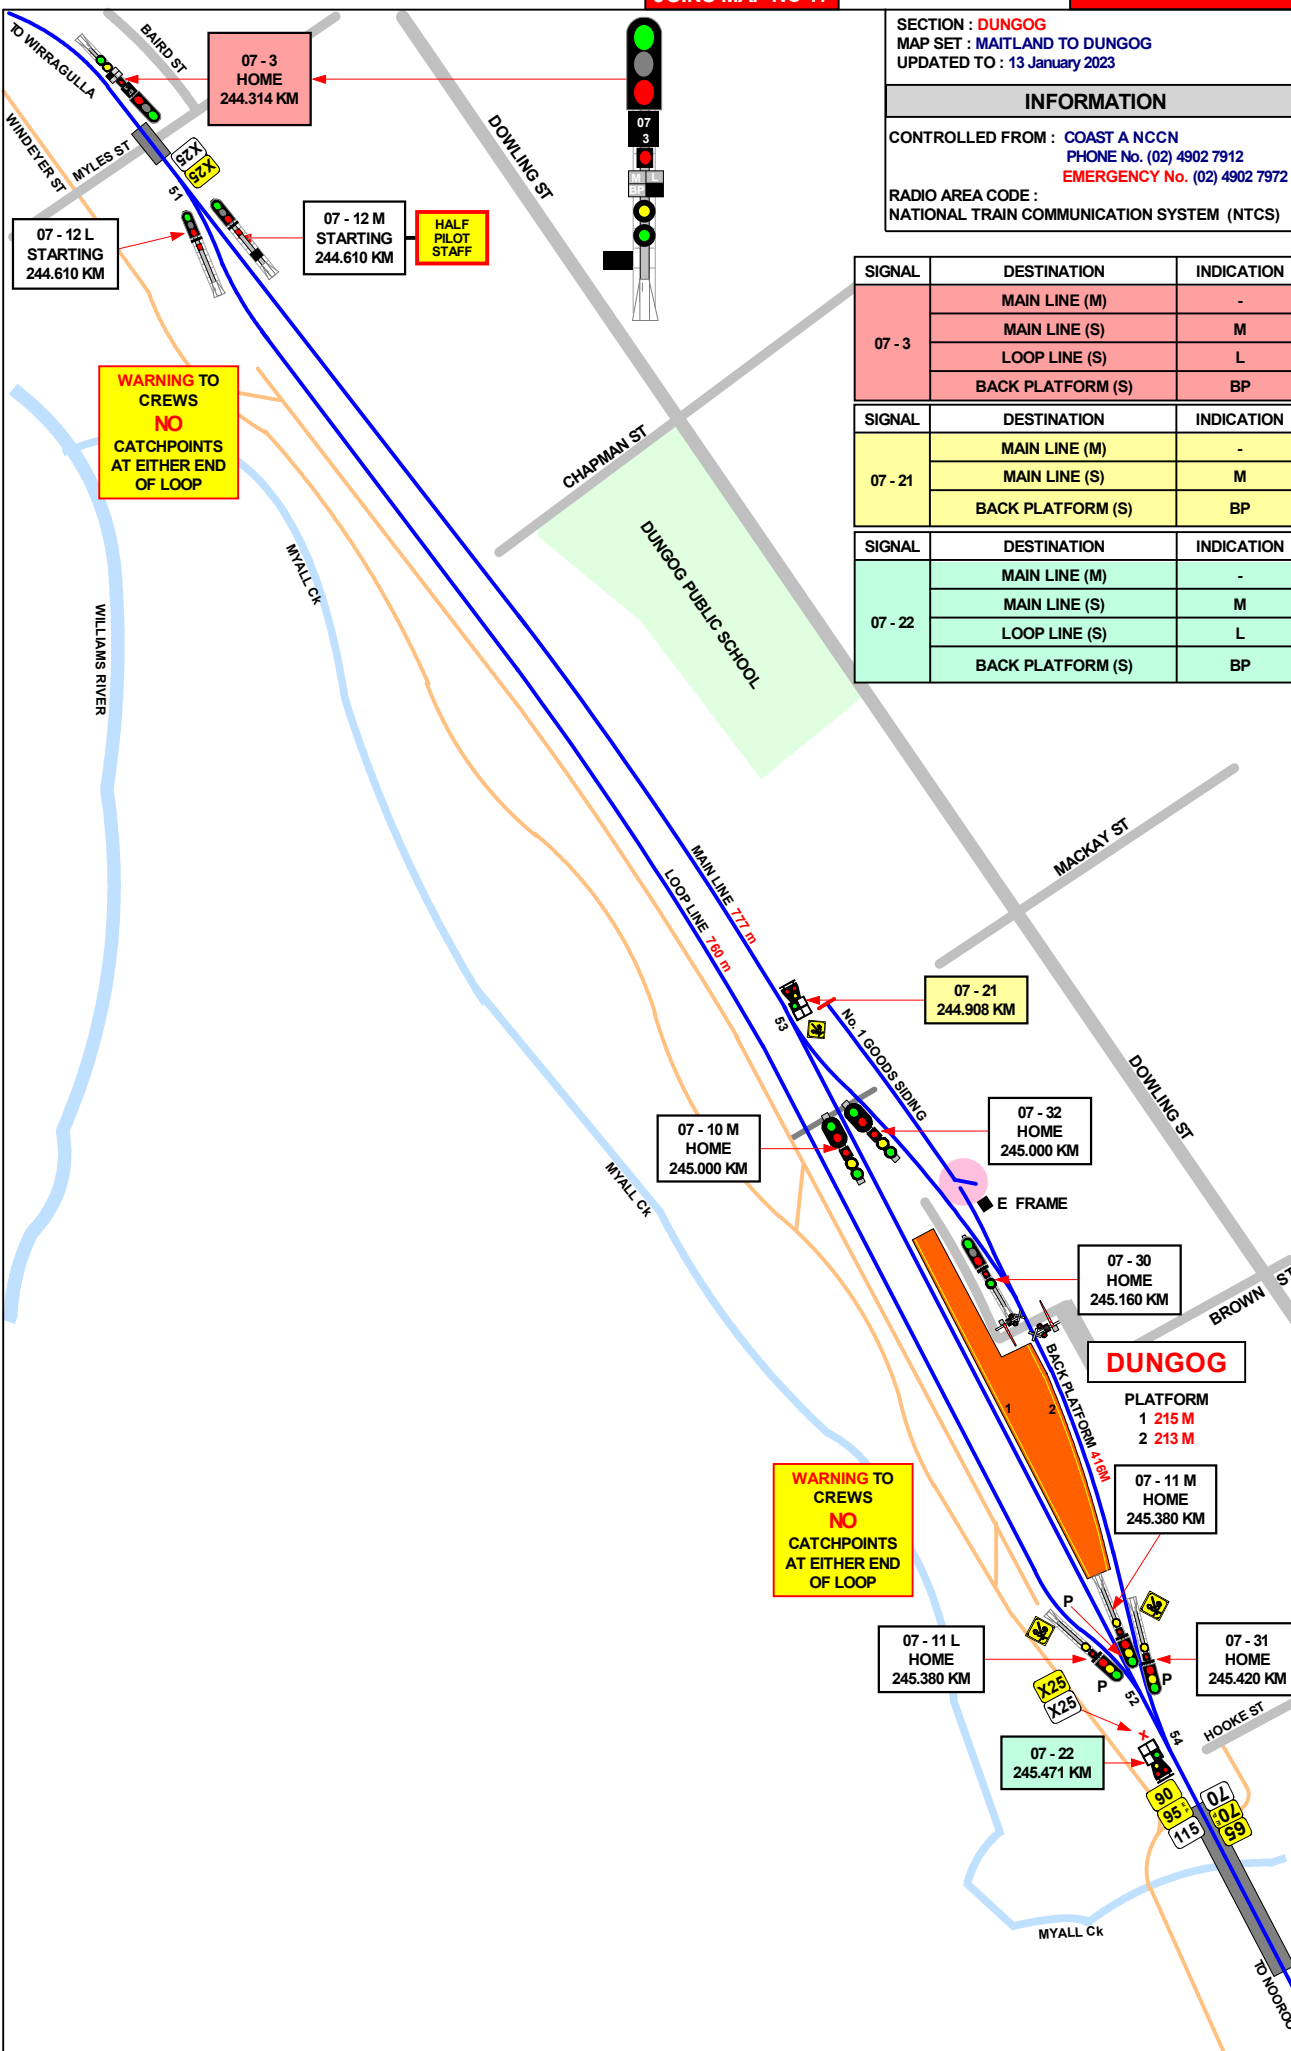 SECTION : DUNGOG
MAP SET : MAITLAND TO DUNGOG
UPDATED TO : 13 January 2023
INFORMATION
CONTROLLED FROM : COAST A NCCN
PHONE No. (02) 4902 7912
EMERGENCY No. (02) 4902 7972
RADIO AREA CODE :
NATIONAL TRAIN COMMUNICATION SYSTEM (NTCS)
SIGNAL DESTINATION INDICATION
07 - 3
MAIN LINE (M) -
MAIN LINE (S) M
LOOP LINE (S) L
BACK PLATFORM (S) BP
SIGNAL DESTINATION INDICATION
07 - 21
MAIN LINE (M) -
MAIN LINE (S) M
BACK PLATFORM (S) BP
SIGNAL DESTINATION INDICATION
07 - 22
MAIN LINE (M) -
MAIN LINE (S) M
LOOP LINE (S) L
BACK PLATFORM (S) BP
TO WIRRAGULLA
BAIRD ST
07 - 3
HOME
244.314 KM
07
3
M L
BP
WINDEYER ST
MYLES ST
X25
X25
51
DOWLING ST
07 - 12 L
STARTING
244.610 KM
07 - 12 M
STARTING
244.610 KM
HALF
PILOT
STAFF
WARNING TO
CREWS
NO
CATCHPOINTS
AT EITHER END
OF LOOP
CHAPMAN ST
DUNGOG PUBLIC SCHOOL
MYALL Ck
WILLIAMS RIVER
MACKAY ST
MAIN LINE 777 m
LOOP LINE 760 m
07 - 21
244.908 KM
53
No. 1 GOODS SIDING
DOWLING ST
07 - 10 M
HOME
245.000 KM
07 - 32
HOME
245.000 KM
MYALL Ck
E FRAME
07 - 30
HOME
245.160 KM
BROWN ST
DUNGOG
PLATFORM
1 215 M
2 213 M
BACK PLATFORM 416M
1
2
WARNING TO
CREWS
NO
CATCHPOINTS
AT EITHER END
OF LOOP
07 - 11 M
HOME
245.380 KM
P
07 - 11 L
HOME
245.380 KM
P
P
07 - 31
HOME
245.420 KM
X25
X25
52
54
HOOKE ST
07 - 22
245.471 KM
90
95
115
70
70
65
MYALL Ck